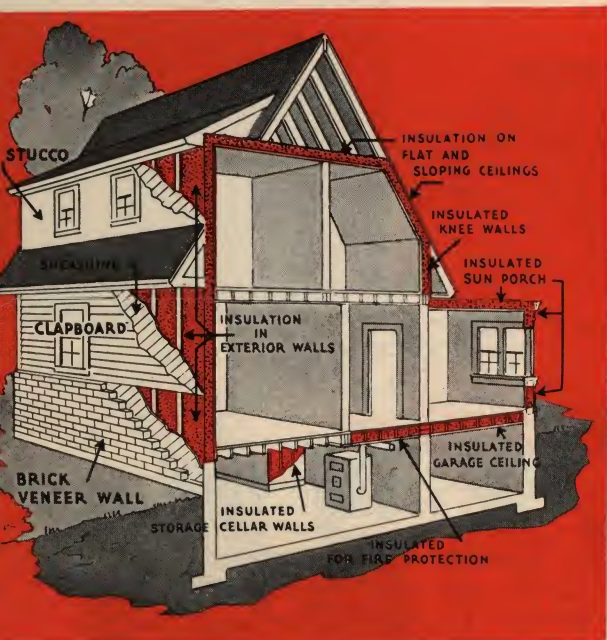 STUCCO
INSULATION ON
FLAT AND
SLOPING CEILINGS
INSULATED
KNEE WALLS
INSULATED
SUN PORCH
SHEASHING
CLAPBOARD
INSULATION
IN
EXTERIOR WALLS
BRICK
VENEER WALL
INSULATED
STORAGE CELLAR WALLS
INSULATED
GARAGE CEILING
INSULATED
FOR FIRE PROTECTION